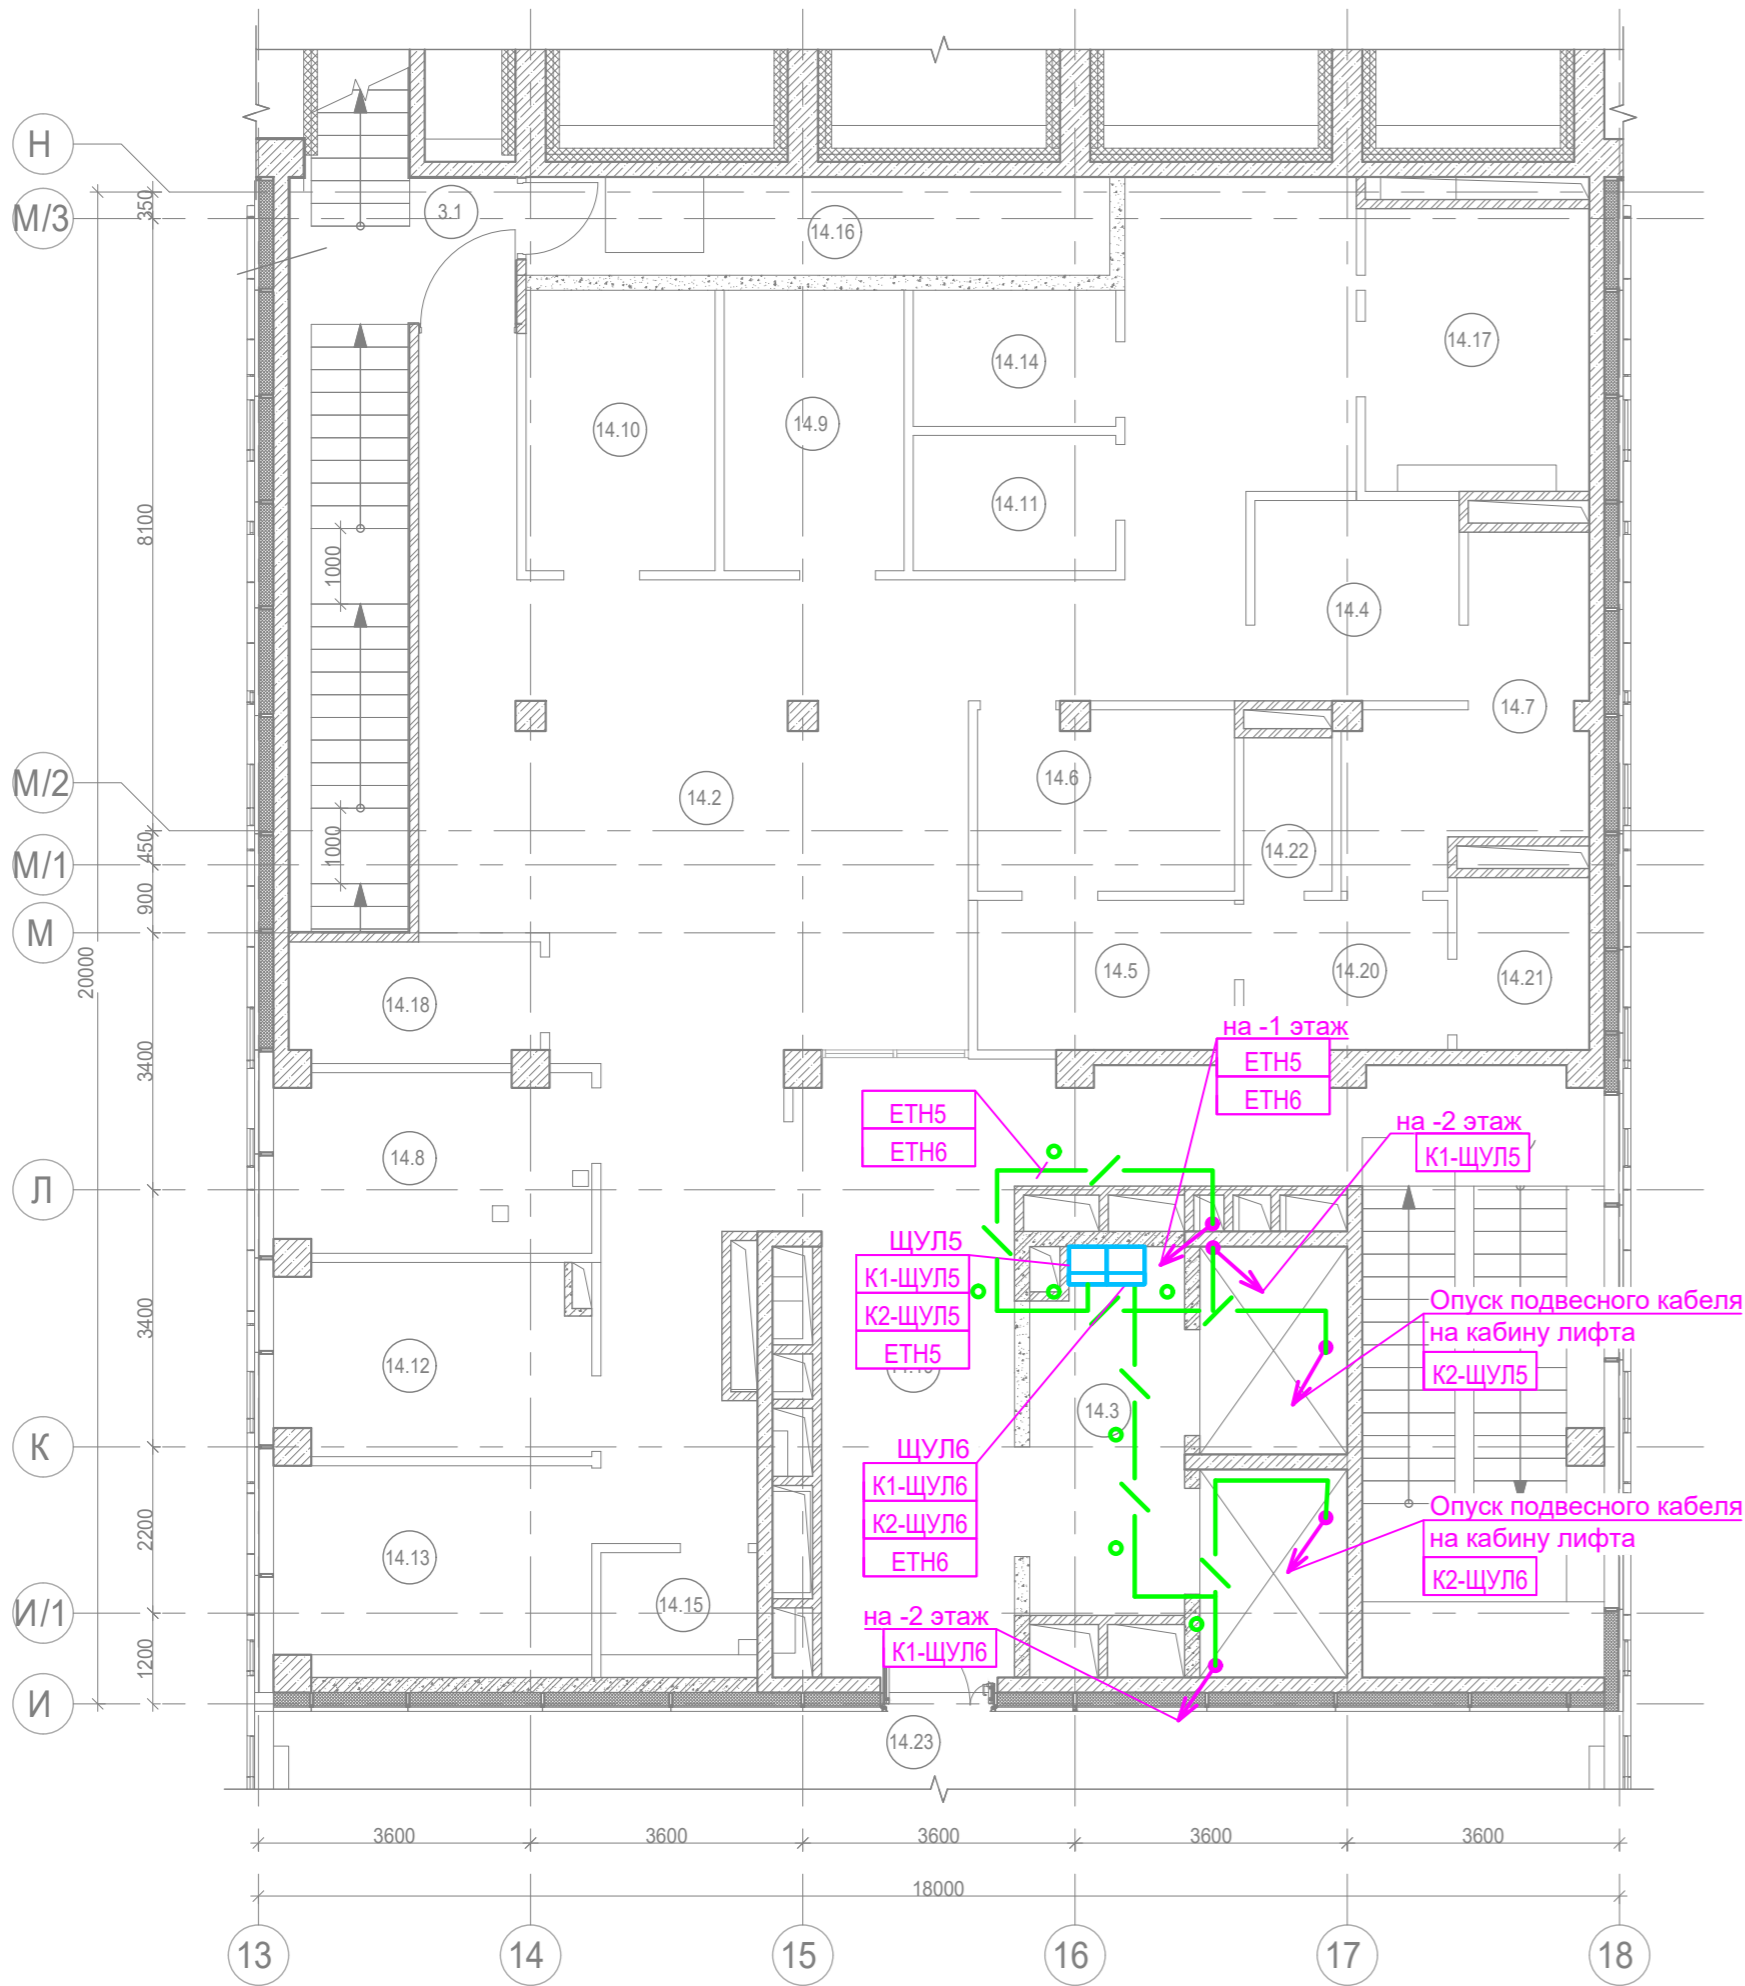 Н
М/3
350
3.1
14.16
14.17
14.14
14.10
14.9
14.11
8100
1000
14.4
14.7
М/2
14.6
14.2
450
1000
14.22
М/1
900
М
20000
14.5
14.20
14.21
14.18
на -1 этаж
ЕТН5
ЕТН6
3400
ЕТН5
ЕТН6
на -2 этаж
К1-ЩУЛ5
14.8
Л
ЩУЛ5
К1-ЩУЛ5
К2-ЩУЛ5
ЕТН5
Опуск подвесного кабеля
на кабину лифта
К2-ЩУЛ5
3400
14.12
14.3
К
ЩУЛ6
К1-ЩУЛ6
К2-ЩУЛ6
ЕТН6
Опуск подвесного кабеля
на кабину лифта
К2-ЩУЛ6
2200
14.13
14.15
И/1
на -2 этаж
К1-ЩУЛ6
1200
И
14.23
3600
3600
3600
3600
3600
18000
13
14
15
16
17
18